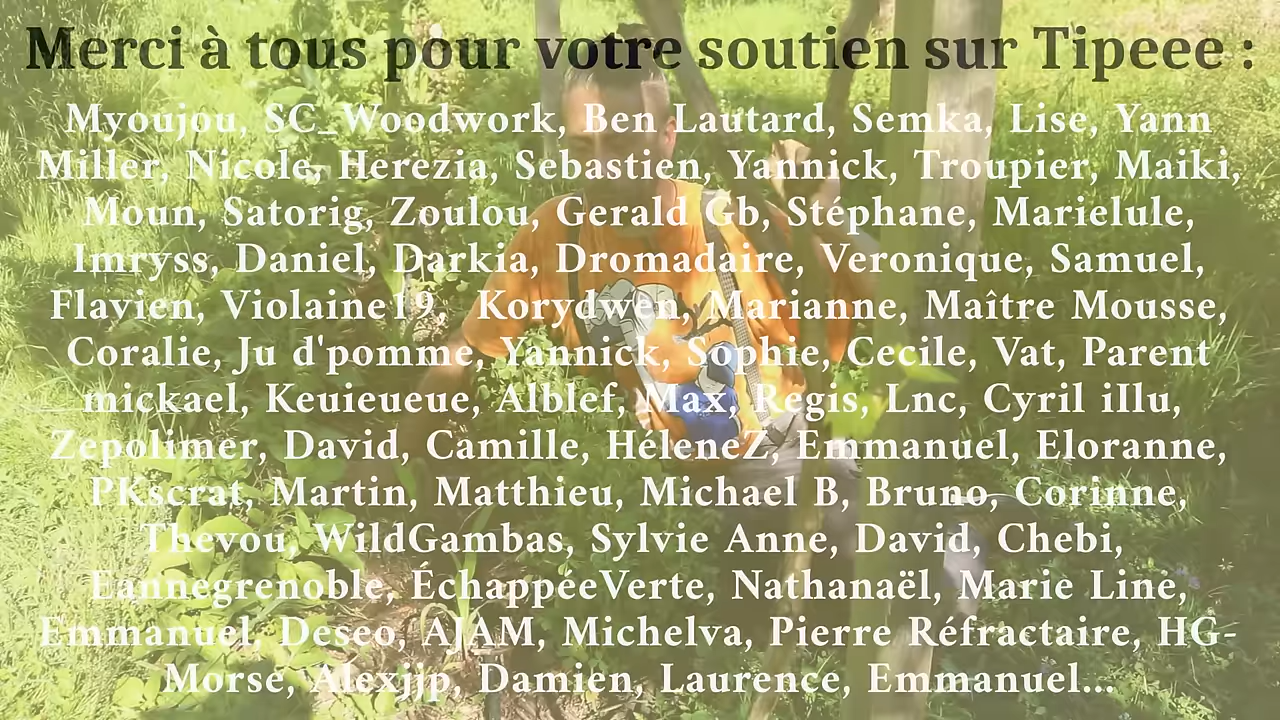 Merci à tous pour votre soutien sur Tipeee :
Myoujou, SC_Woodwork, Ben Lautard, Semka, Lise, Yann
Miller, Nicole, Herezia, Sebastien, Yannick, Troupier, Maiki,
Moun, Satorig, Zoulou, Gerald Gb, Stéphane, Marielule,
Imryss, Daniel, Darkia, Dromadaire, Veronique, Samuel,
Flavien, Violaine19, Korydwen, Marianne, Maître Mousse,
Coralie, Ju d'pomme, Yannick, Sophie, Cecile, Vat, Parent
mickael, Keuieueue, Alblef, Max, Regis, Lnc, Cyril iIlu,
Zepolimer, David, Camille, HéleneZ, Emmanuel, Eloranne,
PKscrat, Martin, Matthieu, Michael B, Bruno, Corinne,
Thevou, WildGambas, Sylvie Anne, David, Chebi,
Eannegrenoble, ÉchappéeVerte, Nathanaël, Marie Line,
Emmanuel, Deseo, AJAM, Michelva, Pierre Réfractaire, HG-
Morse, Alexjjp, Damien, Laurence, Emmanuel...